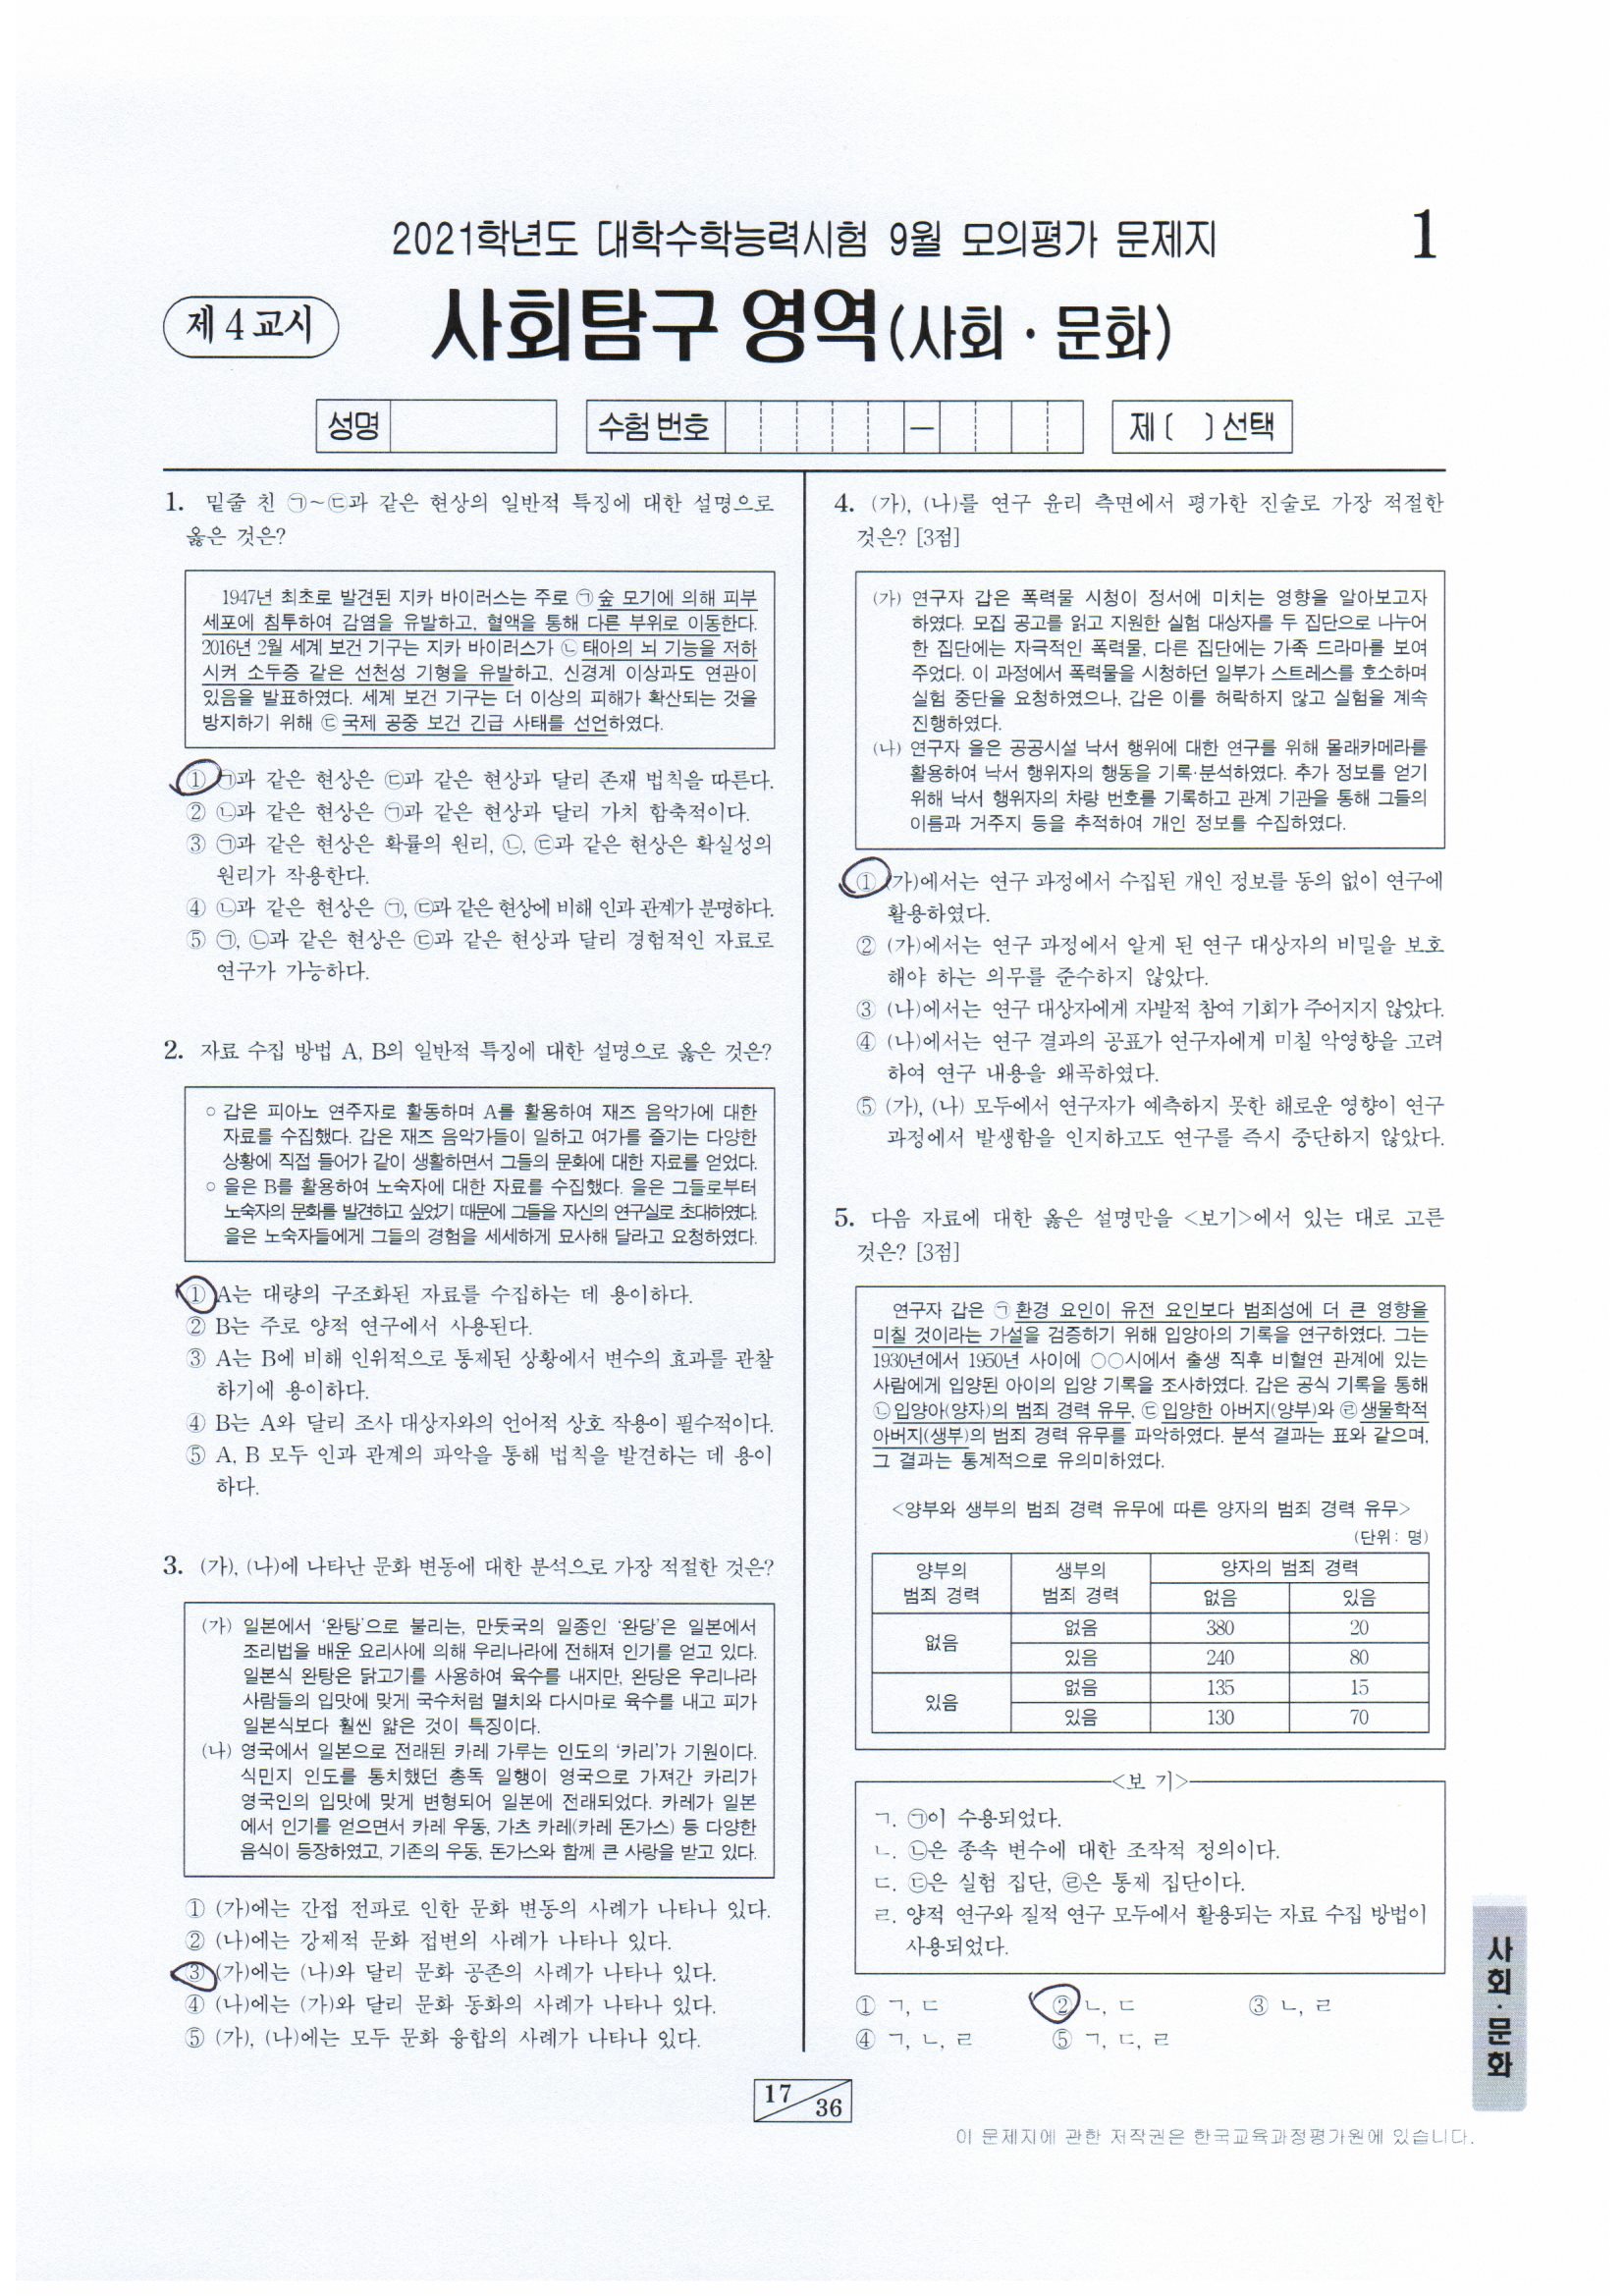 2021학년도 대학수학능력시험 9월 모의평가 문제지
1
제 4 교시
사회탐구 영역(사회 · 문화)
성명
수험 번호
—
제 〔 〕 선택
1. 밑줄 친 ㉠~㉢과 같은 현상의 일반적 특징에 대한 설명으로
옳은 것은?
1947년 최초로 발견된 지카 바이러스는 주로 ㉠숲 모기에 의해 피부
세포에 침투하여 감염을 유발하고, 혈액을 통해 다른 부위로 이동한다.
2016년 2월 세계 보건 기구는 지카 바이러스가 ㉡태아의 뇌 기능을 저하
시켜 소두증 같은 선천성 기형을 유발하고, 신경계 이상과도 연관이
있음을 발표하였다. 세계 보건 기구는 더 이상의 피해가 확산되는 것을
방지하기 위해 ㉢국제 공중 보건 긴급 사태를 선언하였다.
① ㉠과 같은 현상은 ㉢과 같은 현상과 달리 존재 법칙을 따른다.
② ㉡과 같은 현상은 ㉠과 같은 현상과 달리 가치 함축적이다.
③ ㉠과 같은 현상은 확률의 원리, ㉡, ㉢과 같은 현상은 확실성의
원리가 작용한다.
④ ㉡과 같은 현상은 ㉠, ㉢과 같은 현상에 비해 인과 관계가 분명하다.
⑤ ㉠, ㉡과 같은 현상은 ㉢과 같은 현상과 달리 경험적인 자료로
연구가 가능하다.
2. 자료 수집 방법 A, B의 일반적 특징에 대한 설명으로 옳은 것은?
○ 갑은 피아노 연주자로 활동하며 A를 활용하여 재즈 음악가에 대한
자료를 수집했다. 갑은 재즈 음악가들이 일하고 여가를 즐기는 다양한
상황에 직접 들어가 같이 생활하면서 그들의 문화에 대한 자료를 얻었다.
○ 을은 B를 활용하여 노숙자에 대한 자료를 수집했다. 을은 그들로부터
노숙자의 문화를 발견하고 싶었기 때문에 그들을 자신의 연구실로 초대하였다.
을은 노숙자들에게 그들의 경험을 세세하게 묘사해 달라고 요청하였다.
① A는 대량의 구조화된 자료를 수집하는 데 용이하다.
② B는 주로 양적 연구에서 사용된다.
③ A는 B에 비해 인위적으로 통제된 상황에서 변수의 효과를 관찰
하기에 용이하다.
④ B는 A와 달리 조사 대상자와의 언어적 상호 작용이 필수적이다.
⑤ A, B 모두 인과 관계의 파악을 통해 법칙을 발견하는 데 용이
하다.
3. (가), (나)에 나타난 문화 변동에 대한 분석으로 가장 적절한 것은?
(가) 일본에서 ‘완탕’으로 불리는, 만둣국의 일종인 ‘완당’은 일본에서
조리법을 배운 요리사에 의해 우리나라에 전해져 인기를 얻고 있다.
일본식 완탕은 닭고기를 사용하여 육수를 내지만, 완당은 우리나라
사람들의 입맛에 맞게 국수처럼 멸치와 다시마로 육수를 내고 피가
일본식보다 훨씬 얇은 것이 특징이다.
(나) 영국에서 일본으로 전래된 카레 가루는 인도의 ‘카리’가 기원이다.
식민지 인도를 통치했던 총독 일행이 영국으로 가져간 카리가
영국인의 입맛에 맞게 변형되어 일본에 전래되었다. 카레가 일본
에서 인기를 얻으면서 카레 우동, 가츠 카레(카레 돈가스) 등 다양한
음식이 등장하였고, 기존의 우동, 돈가스와 함께 큰 사랑을 받고 있다.
① (가)에는 간접 전파로 인한 문화 변동의 사례가 나타나 있다.
② (나)에는 강제적 문화 접변의 사례가 나타나 있다.
③ (가)에는 (나)와 달리 문화 공존의 사례가 나타나 있다.
④ (나)에는 (가)와 달리 문화 동화의 사례가 나타나 있다.
⑤ (가), (나)에는 모두 문화 융합의 사례가 나타나 있다.
4. (가), (나)를 연구 윤리 측면에서 평가한 진술로 가장 적절한
것은? [3점]
(가) 연구자 갑은 폭력물 시청이 정서에 미치는 영향을 알아보고자
하였다. 모집 공고를 읽고 지원한 실험 대상자를 두 집단으로 나누어
한 집단에는 자극적인 폭력물, 다른 집단에는 가족 드라마를 보여
주었다. 이 과정에서 폭력물을 시청하던 일부가 스트레스를 호소하며
실험 중단을 요청하였으나, 갑은 이를 허락하지 않고 실험을 계속
진행하였다.
(나) 연구자 을은 공공시설 낙서 행위에 대한 연구를 위해 몰래카메라를
활용하여 낙서 행위자의 행동을 기록·분석하였다. 추가 정보를 얻기
위해 낙서 행위자의 차량 번호를 기록하고 관계 기관을 통해 그들의
이름과 거주지 등을 추적하여 개인 정보를 수집하였다.
① (가)에서는 연구 과정에서 수집된 개인 정보를 동의 없이 연구에
활용하였다.
② (가)에서는 연구 과정에서 알게 된 연구 대상자의 비밀을 보호
해야 하는 의무를 준수하지 않았다.
③ (나)에서는 연구 대상자에게 자발적 참여 기회가 주어지지 않았다.
④ (나)에서는 연구 결과의 공표가 연구자에게 미칠 악영향을 고려
하여 연구 내용을 왜곡하였다.
⑤ (가), (나) 모두에서 연구자가 예측하지 못한 해로운 영향이 연구
과정에서 발생함을 인지하고도 연구를 즉시 중단하지 않았다.
5. 다음 자료에 대한 옳은 설명만을 <보기>에서 있는 대로 고른
것은? [3점]
연구자 갑은 ㉠환경 요인이 유전 요인보다 범죄성에 더 큰 영향을
미칠 것이라는 가설을 검증하기 위해 입양아의 기록을 연구하였다. 그는
1930년에서 1950년 사이에 ○○시에서 출생 직후 비혈연 관계에 있는
사람에게 입양된 아이의 입양 기록을 조사하였다. 갑은 공식 기록을 통해
㉡입양아(양자)의 범죄 경력 유무, ㉢입양한 아버지(양부)와 ㉣생물학적
아버지(생부)의 범죄 경력 유무를 파악하였다. 분석 결과는 표와 같으며,
그 결과는 통계적으로 유의미하였다.
<양부와 생부의 범죄 경력 유무에 따른 양자의 범죄 경력 유무>
(단위: 명)
양부의 범죄 경력 생부의 범죄 경력 양자의 범죄 경력
없음 있음
없음 없음 380 20
있음 240 80
있음 없음 135 15
있음 130 70
<보 기>
ㄱ. ㉠이 수용되었다.
ㄴ. ㉡은 종속 변수에 대한 조작적 정의이다.
ㄷ. ㉢은 실험 집단, ㉣은 통제 집단이다.
ㄹ. 양적 연구와 질적 연구 모두에서 활용되는 자료 수집 방법이
사용되었다.
① ㄱ, ㄷ ② ㄴ, ㄷ ③ ㄴ, ㄹ
④ ㄱ, ㄴ, ㄹ ⑤ ㄱ, ㄷ, ㄹ
사회·문화
17 36
이 문제지에 관한 저작권은 한국교육과정평가원에 있습니다.